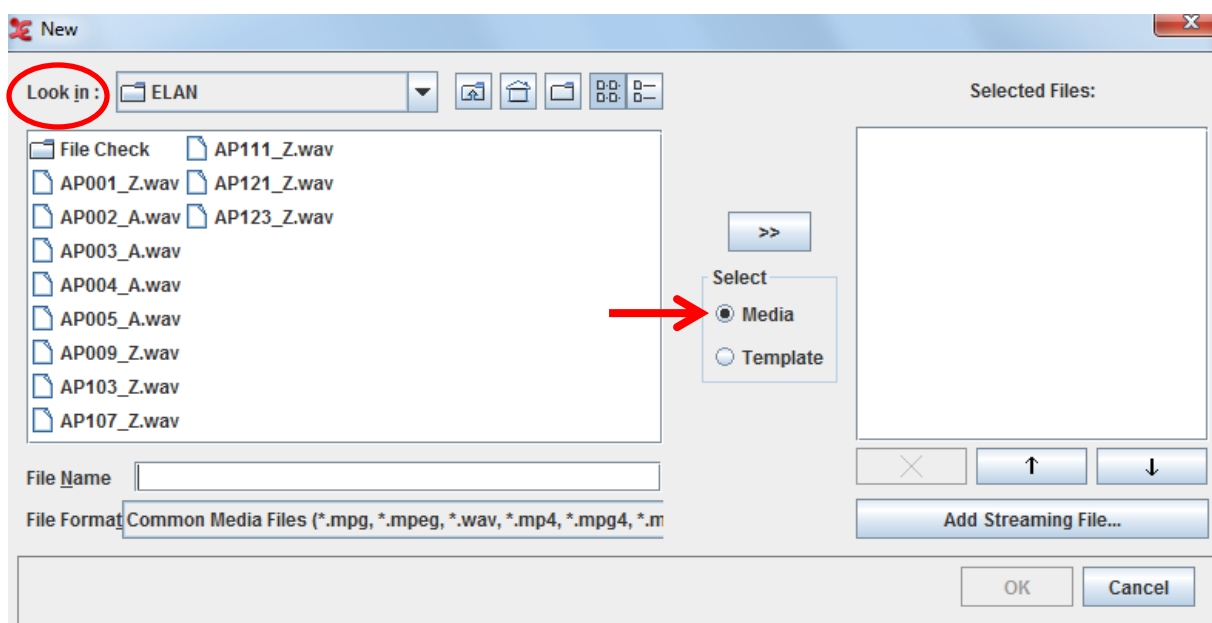 New
Look in : ELAN
Selected Files:
File Check AP111_Z.wav
AP001_Z.wav AP121_Z.wav
AP002_A.wav AP123_Z.wav
AP003_A.wav
AP004_A.wav
AP005_A.wav
AP009_Z.wav
AP103_Z.wav
AP107_Z.wav
>>
Select
Media
Template
File Name
File Format Common Media Files (*.mpg, *.mpeg, *.wav, *.mp4, *.mpg4, *.m
Add Streaming File...
OK Cancel